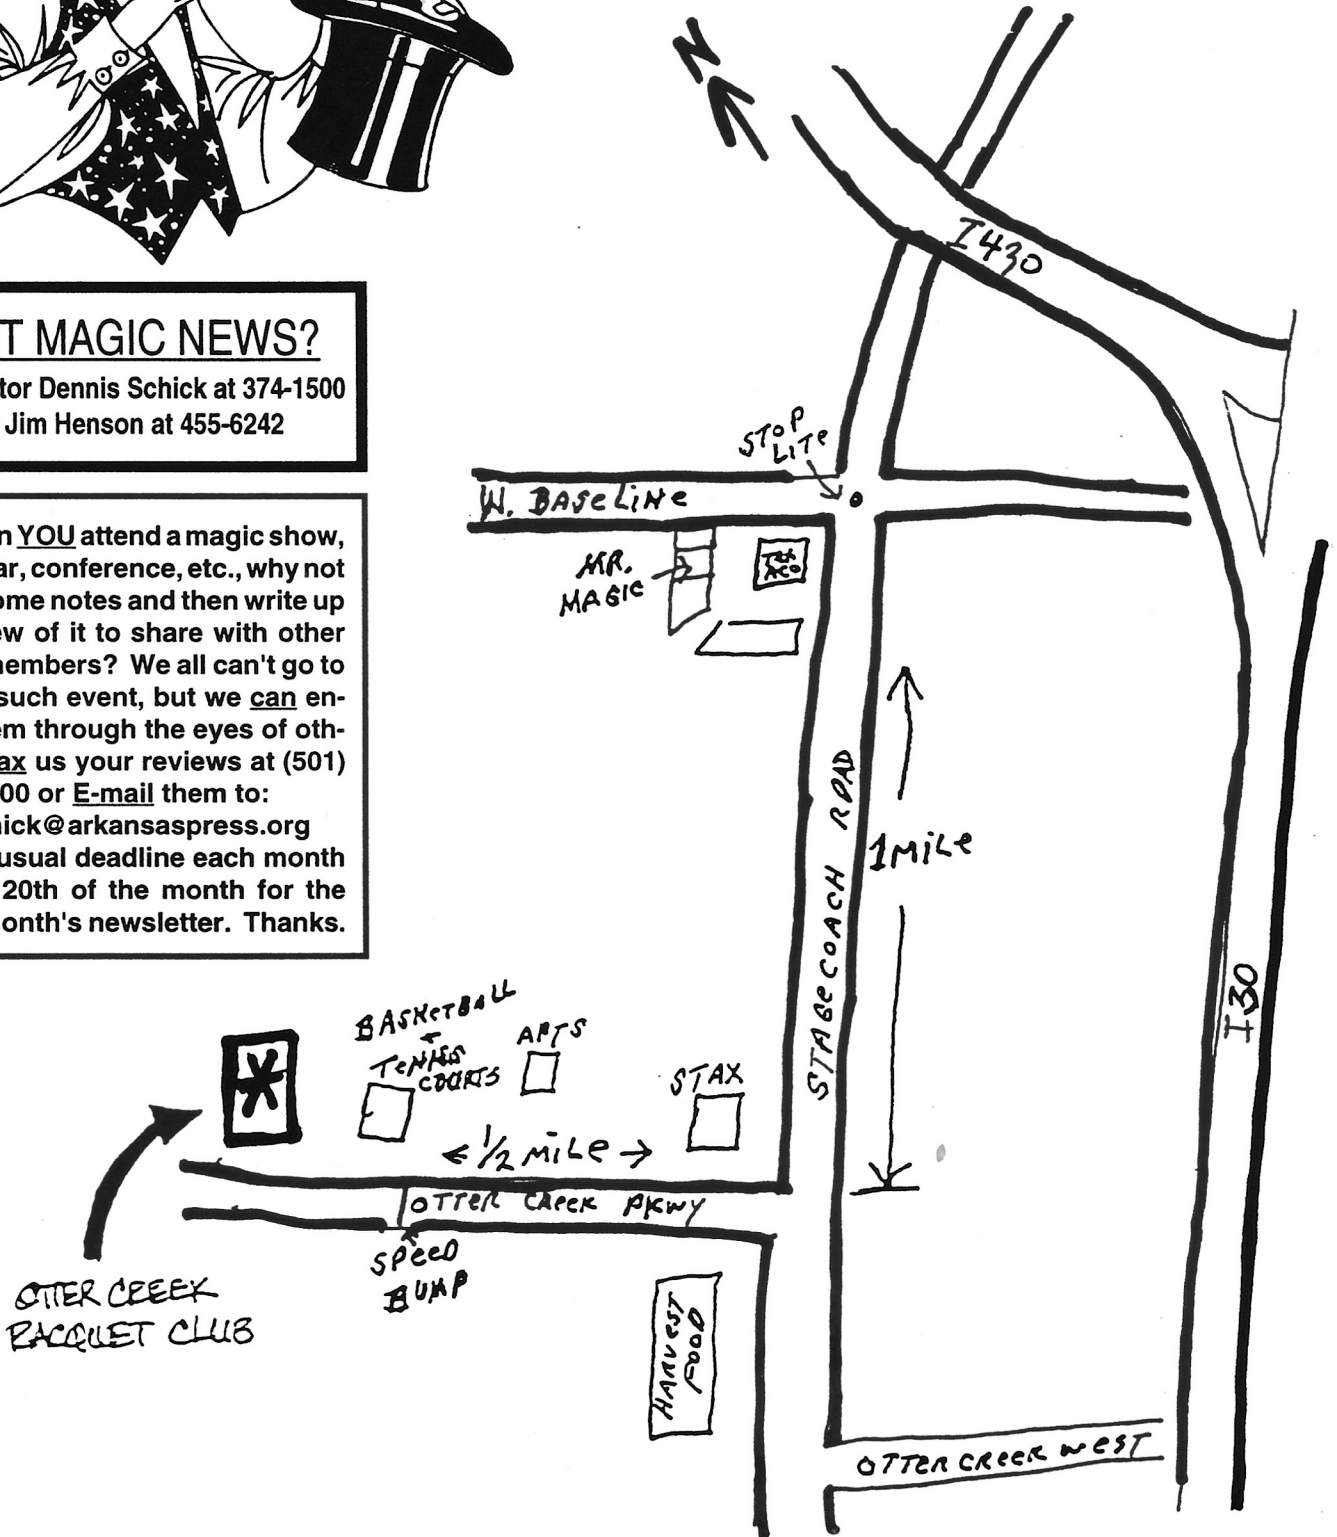 T MAGIC NEWS?
tor Dennis Schick at 374-1500
Jim Henson at 455-6242
n YOU attend a magic show,
ar, conference, etc., why not
ome notes and then write up
ew of it to share with other
nembers? We all can't go to
such event, but we can en-
em through the eyes of oth-
ax us your reviews at (501)
00 or E-mail them to:
hick@arkansaspress.org
usual deadline each month
20th of the month for the
onth's newsletter. Thanks.
N
I430
STOP
LITE
W. BASELINE
MR.
MAGIC
TEX
ACO
STAGECOACH ROAD
1 MILE
I30
BASKETBALL
+
TENNIS
COURTS
APTS
STAX
1/2 MILE
OTTER CREEK PKWY
SPEED
BUMP
OTTER CREEEK
RACQUET CLUB
HARVEST
FOOD
OTTER CREEK WEST